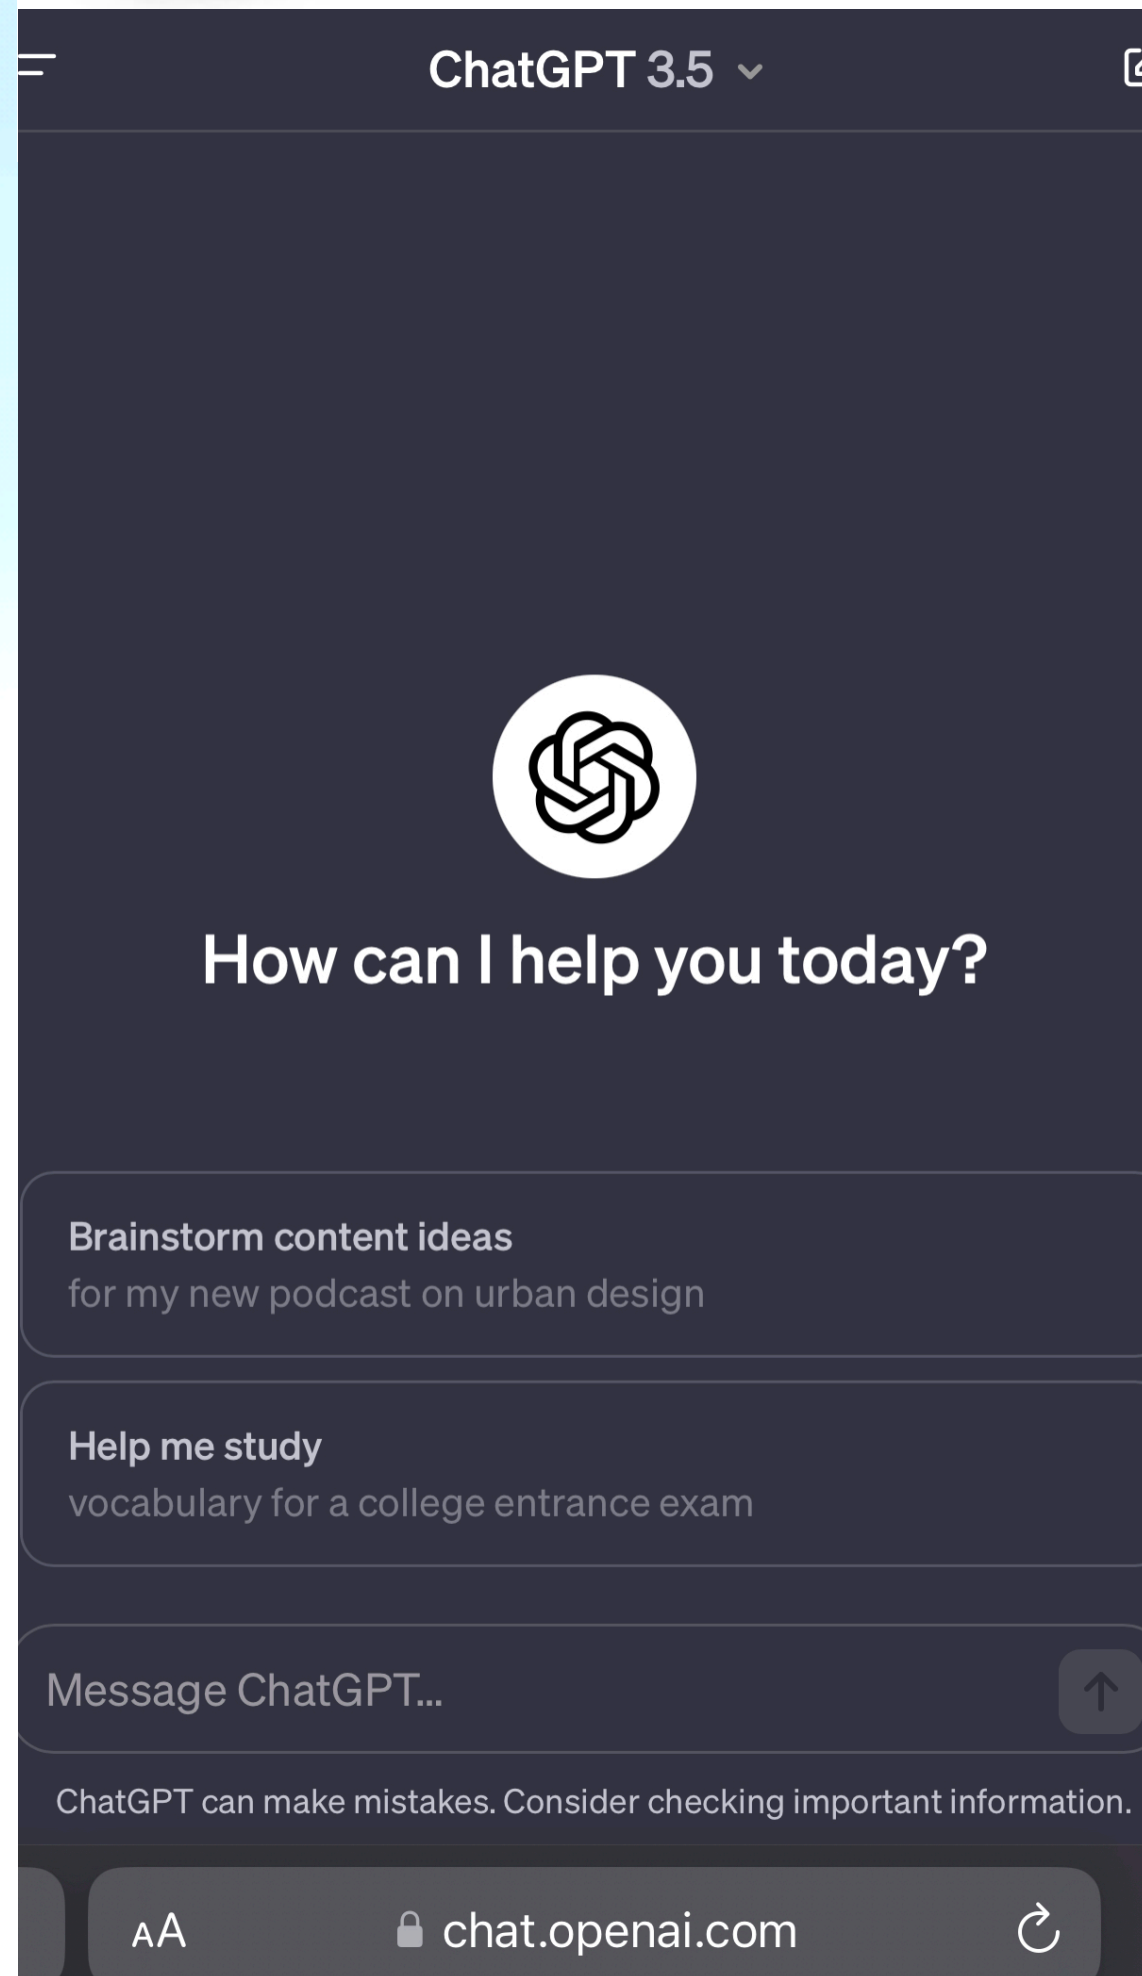 ChatGPT 3.5
How can I help you today?
Brainstorm content ideas
for my new podcast on urban design
Help me study
vocabulary for a college entrance exam
Message ChatGPT...
ChatGPT can make mistakes. Consider checking important information.
AA chat.openai.com